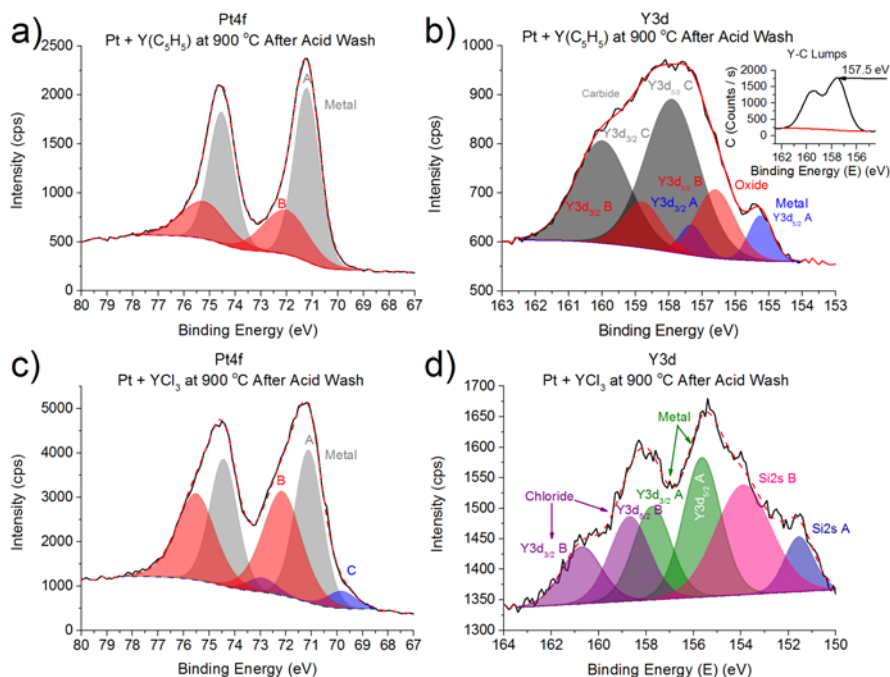 a)
Pt4f
Pt + Y(C₅H₅) at 900 °C After Acid Wash
2500
2000
1500
1000
500
0
Intensity (cps)
A
Metal
B
80 79 78 77 76 75 74 73 72 71 70 69 68 67
Binding Energy (eV)
b)
Y3d
Pt + Y(C₅H₅) at 900 °C After Acid Wash
1000
900
800
700
600
500
Intensity (cps)
Carbide
Y3d₅/₂ C
Y3d₃/₂ C
Y3d₅/₂ B
Y3d₃/₂ B
Y3d₃/₂ A
Oxide
Metal
Y3d₅/₂ A
163 162 161 160 159 158 157 156 155 154 153
Binding Energy (eV)
Y-C Lumps
157.5 eV
2000
1500
1000
500
0
C (Counts / s)
162 160 158 156
Binding Energy (E) (eV)
c)
Pt4f
Pt + YCl₃ at 900 °C After Acid Wash
5000
4000
3000
2000
1000
0
Intensity (cps)
A
Metal
B
C
80 79 78 77 76 75 74 73 72 71 70 69 68 67
Binding Energy (eV)
d)
Y3d
Pt + YCl₃ at 900 °C After Acid Wash
1700
1650
1600
1550
1500
1450
1400
1350
1300
Intensity (cps)
Metal
Chloride
Y3d₃/₂ B
Y3d₅/₂ B
Y3d₃/₂ A
Y3d₅/₂ A
Si2s B
Si2s A
164 162 160 158 156 154 152 150
Binding Energy (E) (eV)